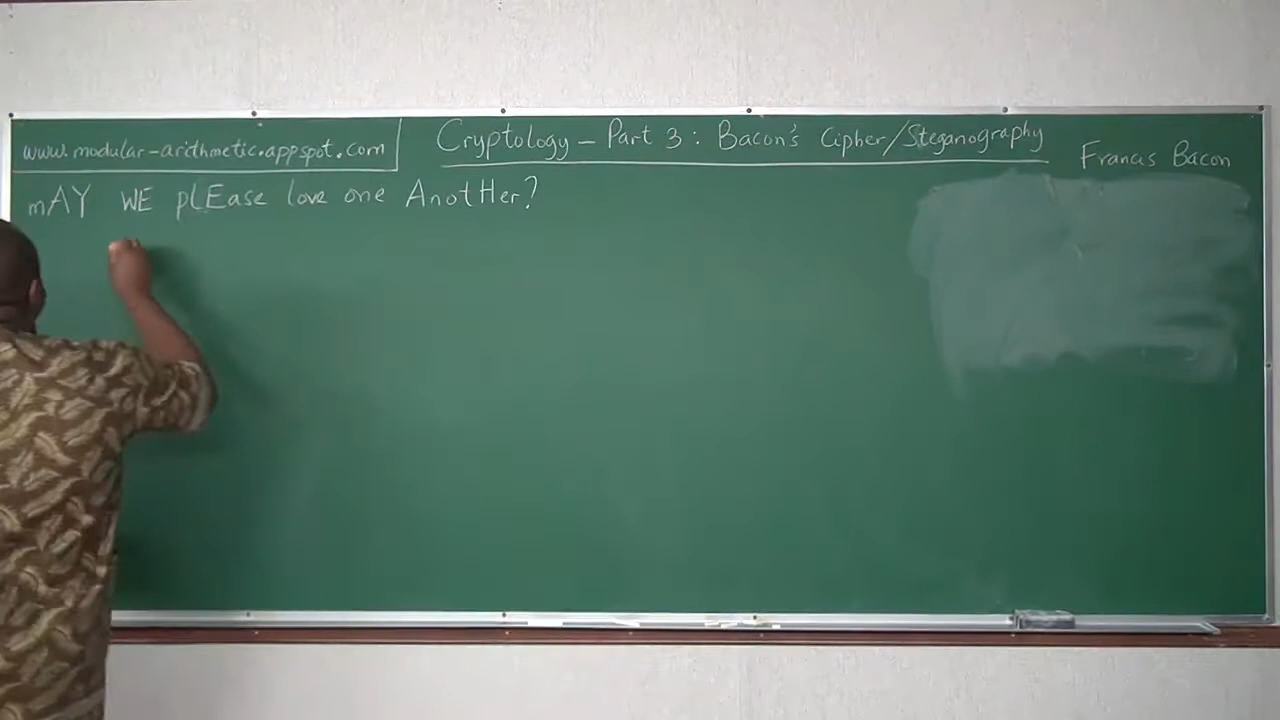 www.modular-arithmetic.appspot.com
Cryptology - Part 3: Bacon's Cipher/Steganography
Francis Bacon
mAY WE plEase love one AnotHer?